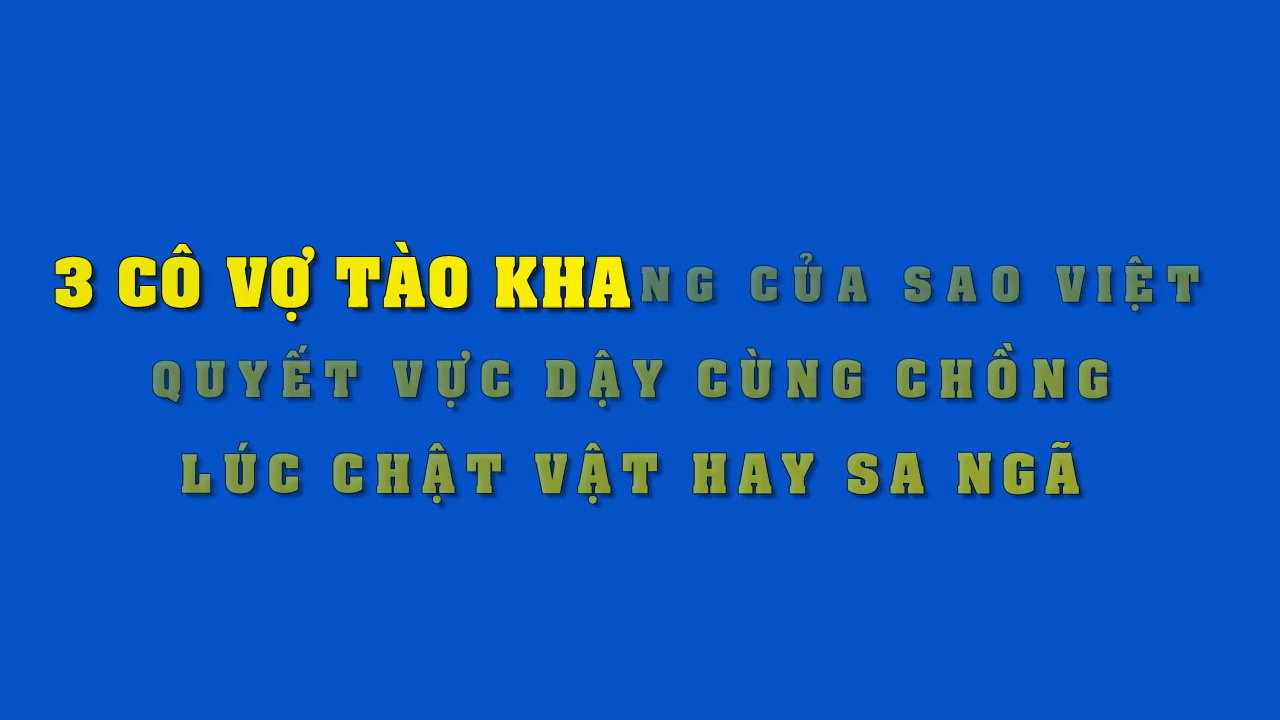 3 CÔ VỢ TÀO KHANG CỦA SAO VIỆT
QUYẾT VỰC DẬY CÙNG CHỒNG
LÚC CHẬT VẬT HAY SA NGÃ